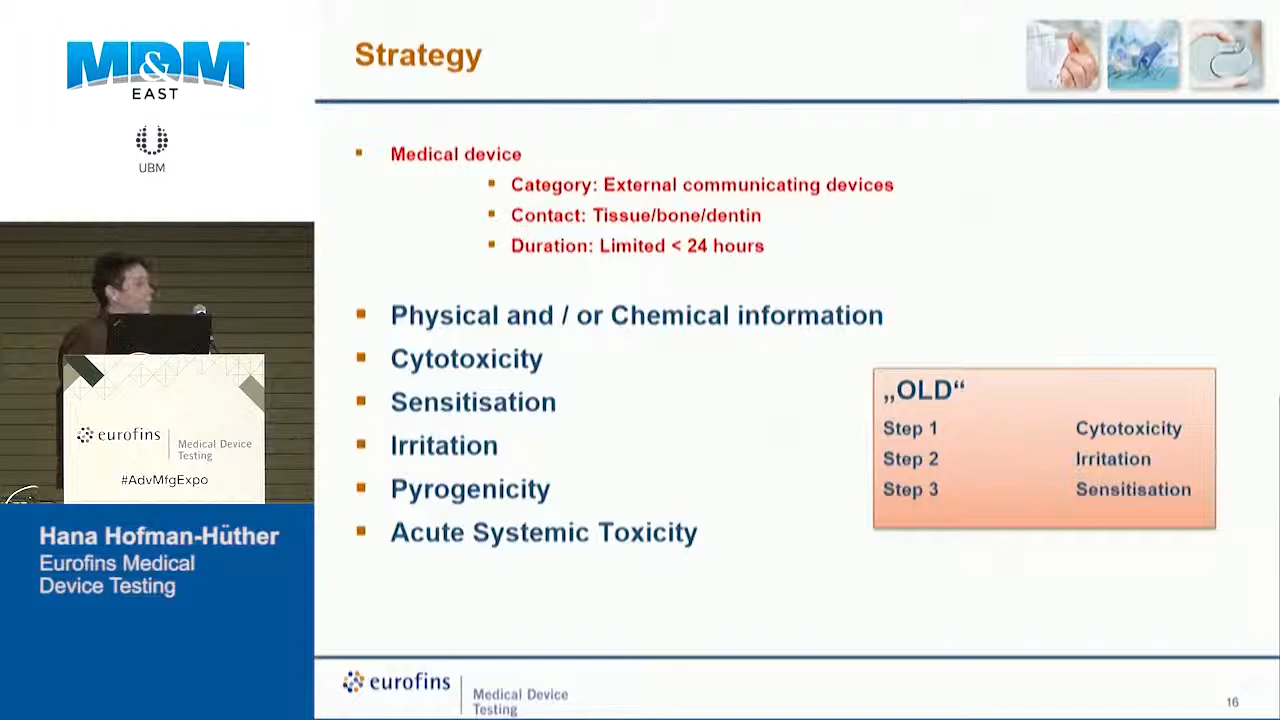 MD&M
EAST
UBM
eurofins
Medical Device
Testing
#AdvMfgExpo
Hana Hofman-Hüther
Eurofins Medical
Device Testing
Strategy
Medical device
Category: External communicating devices
Contact: Tissue/bone/dentin
Duration: Limited < 24 hours
Physical and / or Chemical information
Cytotoxicity
Sensitisation
Irritation
Pyrogenicity
Acute Systemic Toxicity
„OLD“
Step 1 Cytotoxicity
Step 2 Irritation
Step 3 Sensitisation
eurofins
Medical Device
Testing
16